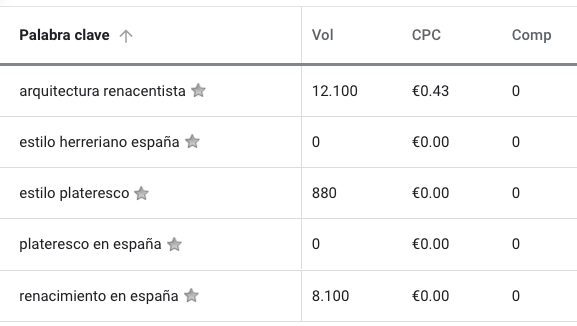 Palabra clave ↑ Vol CPC Comp
arquitectura renacentista 12.100 €0.43 0
estilo herreriano españa 0 €0.00 0
estilo plateresco 880 €0.00 0
plateresco en españa 0 €0.00 0
renacimiento en españa 8.100 €0.00 0